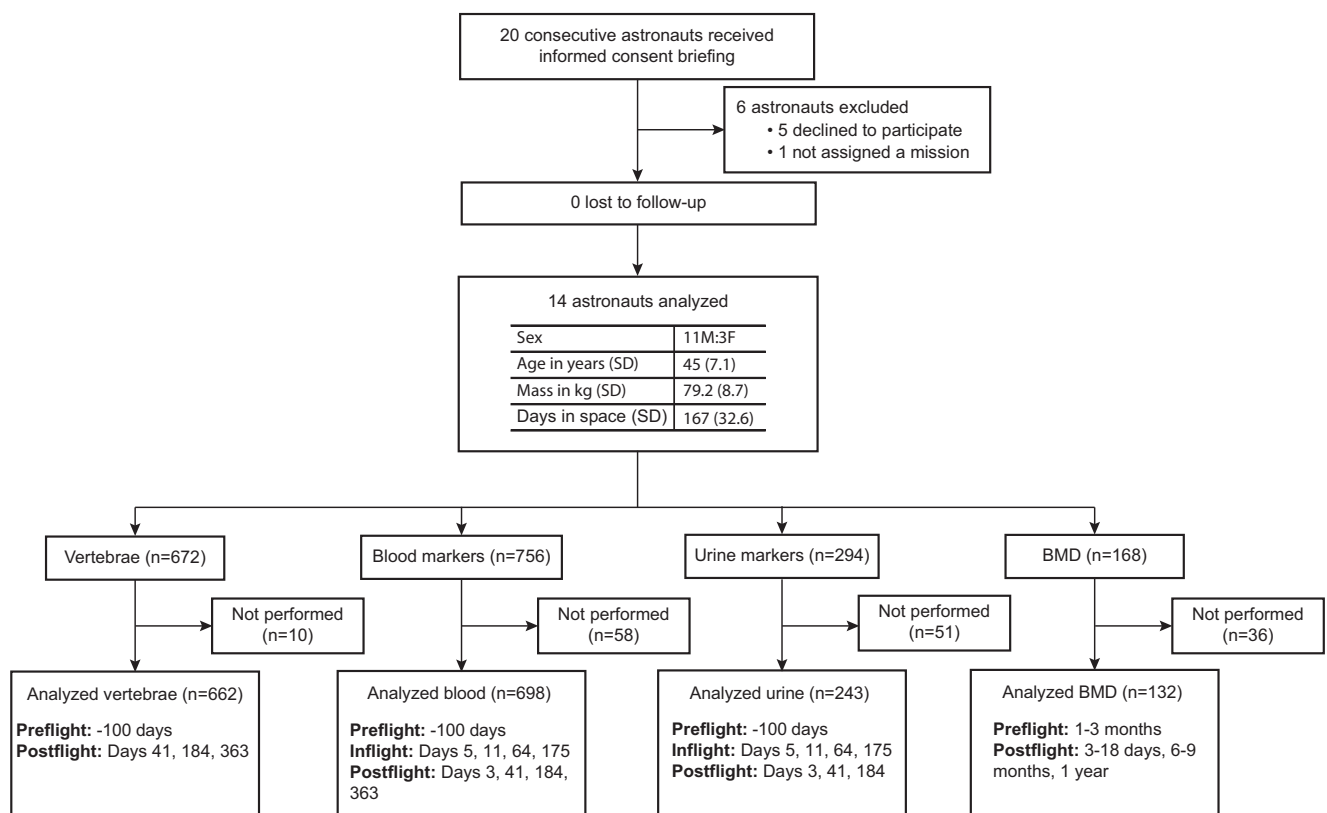 20 consecutive astronauts received
informed consent briefing
6 astronauts excluded
• 5 declined to participate
• 1 not assigned a mission
0 lost to follow-up
14 astronauts analyzed
Sex 11M:3F
Age in years (SD) 45 (7.1)
Mass in kg (SD) 79.2 (8.7)
Days in space (SD) 167 (32.6)
Vertebrae (n=672)
Blood markers (n=756)
Urine markers (n=294)
BMD (n=168)
Not performed
(n=10)
Not performed
(n=58)
Not performed
(n=51)
Not performed
(n=36)
Analyzed vertebrae (n=662)
Preflight: -100 days
Postflight: Days 41, 184, 363
Analyzed blood (n=698)
Preflight: -100 days
Inflight: Days 5, 11, 64, 175
Postflight: Days 3, 41, 184,
363
Analyzed urine (n=243)
Preflight: -100 days
Inflight: Days 5, 11, 64, 175
Postflight: Days 3, 41, 184
Analyzed BMD (n=132)
Preflight: 1-3 months
Postflight: 3-18 days, 6-9
months, 1 year